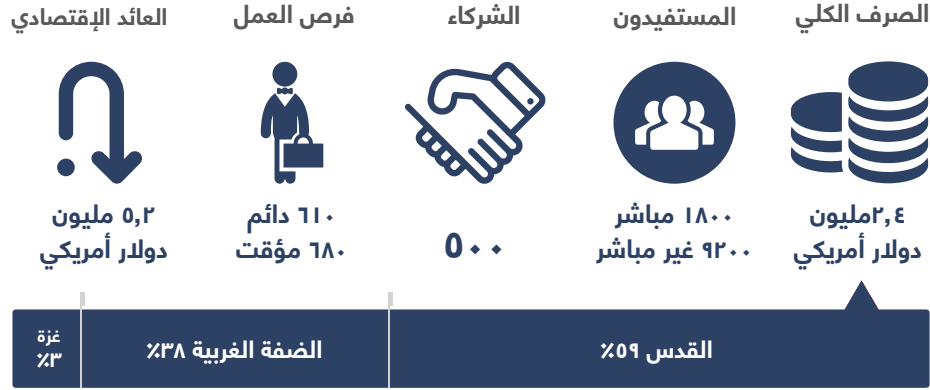 الصرف الكلي
المستفيدون
الشركاء
فرص العمل
العائد الإقتصادي
٢,٤مليون
دولار أمريكي
١٨٠٠ مباشر
٩٢٠٠ غير مباشر
٥٠٠
٦١٠ دائم
٦٨٠ مؤقت
٥,٢ مليون
دولار أمريكي
القدس ٥٩٪
الضفة الغربية ٣٨٪
غزة
٣٪